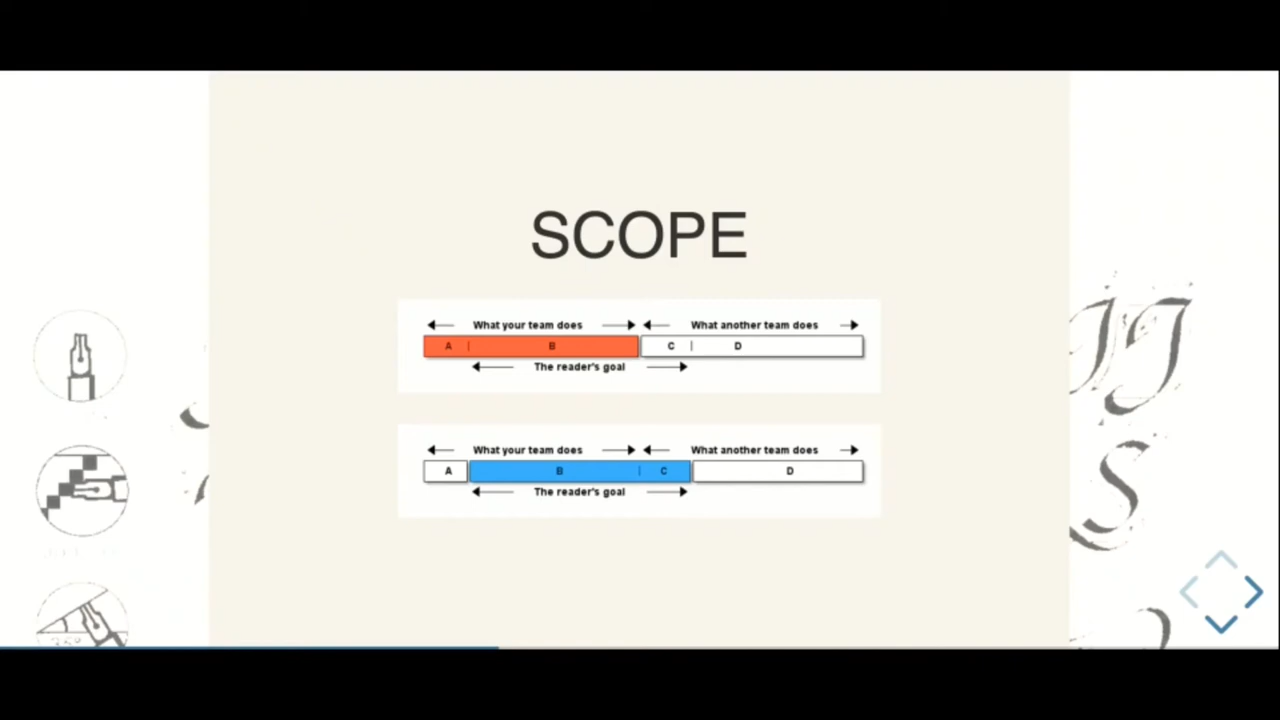 SCOPE
What your team does What another team does
A | B C | D
The reader's goal
What your team does What another team does
A B | C D
The reader's goal